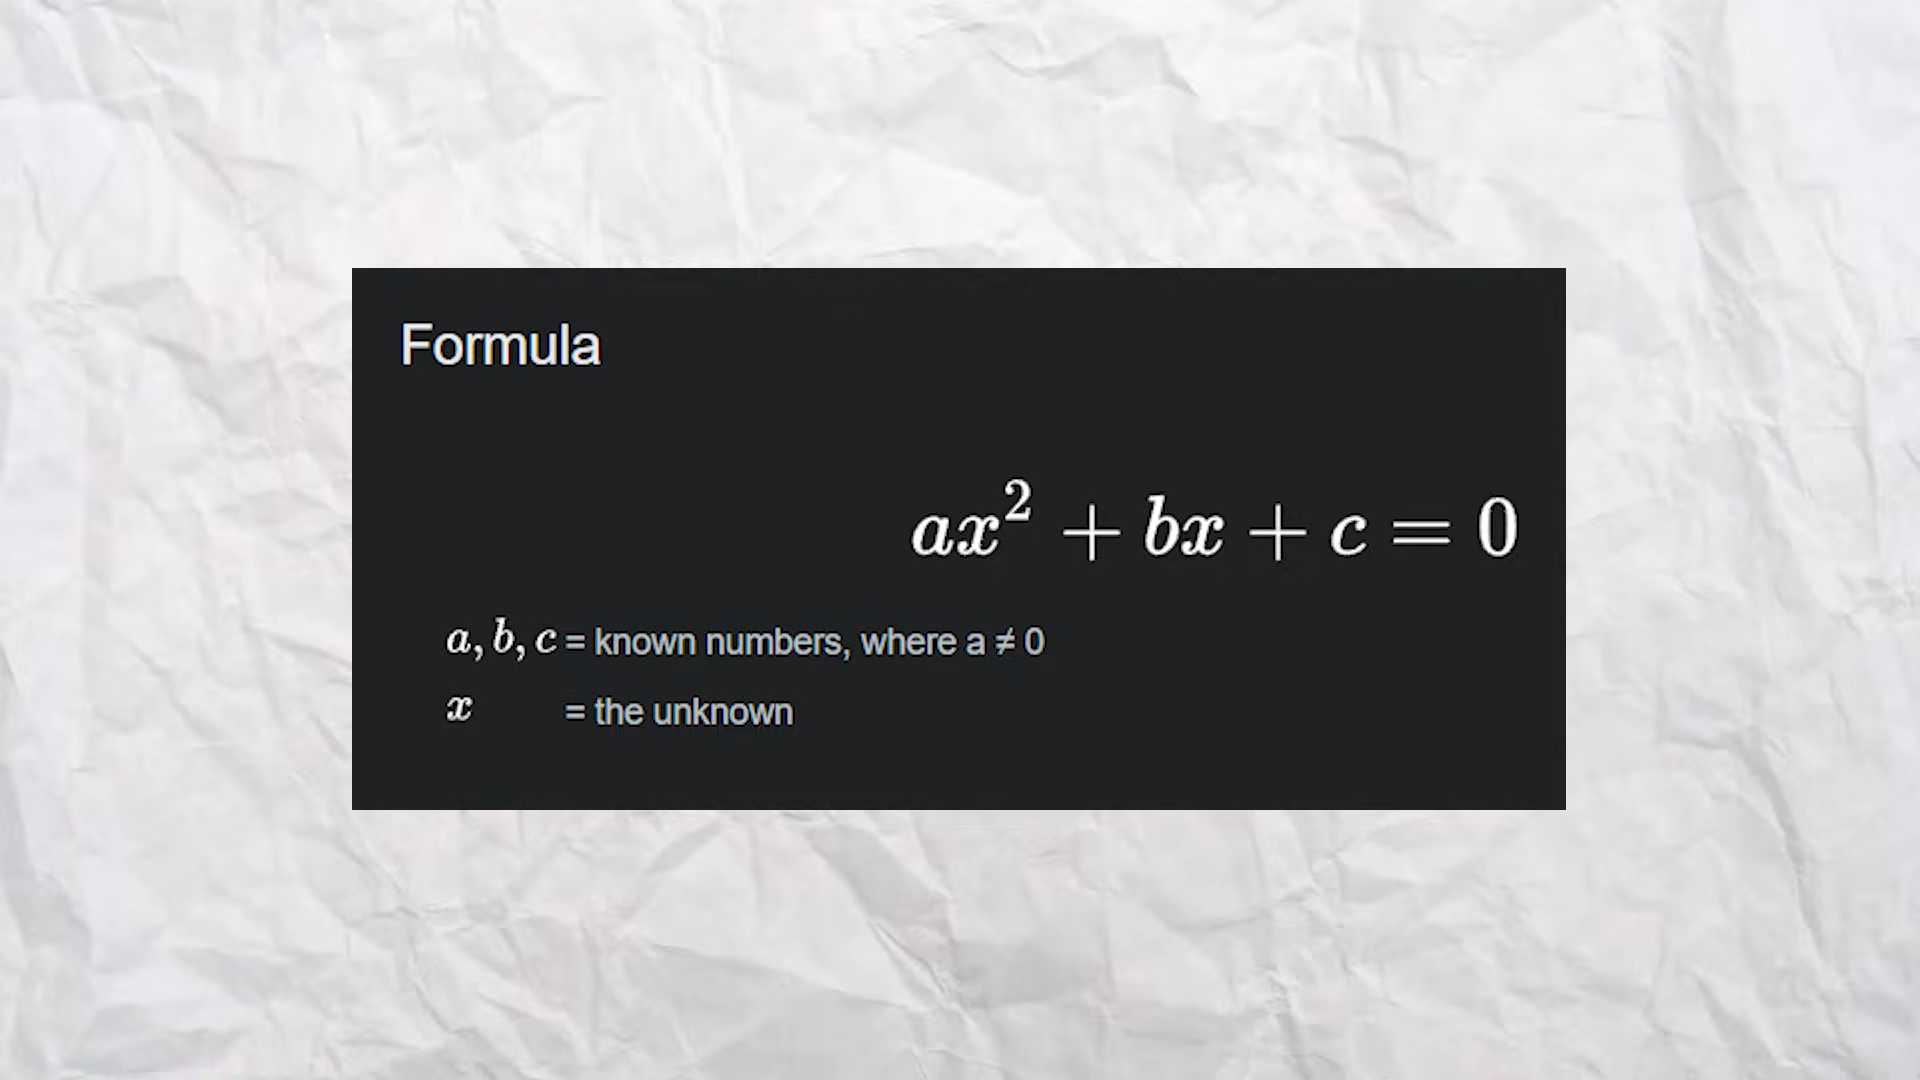 Formula
ax² + bx + c = 0
a, b, c = known numbers, where a ≠ 0
x = the unknown